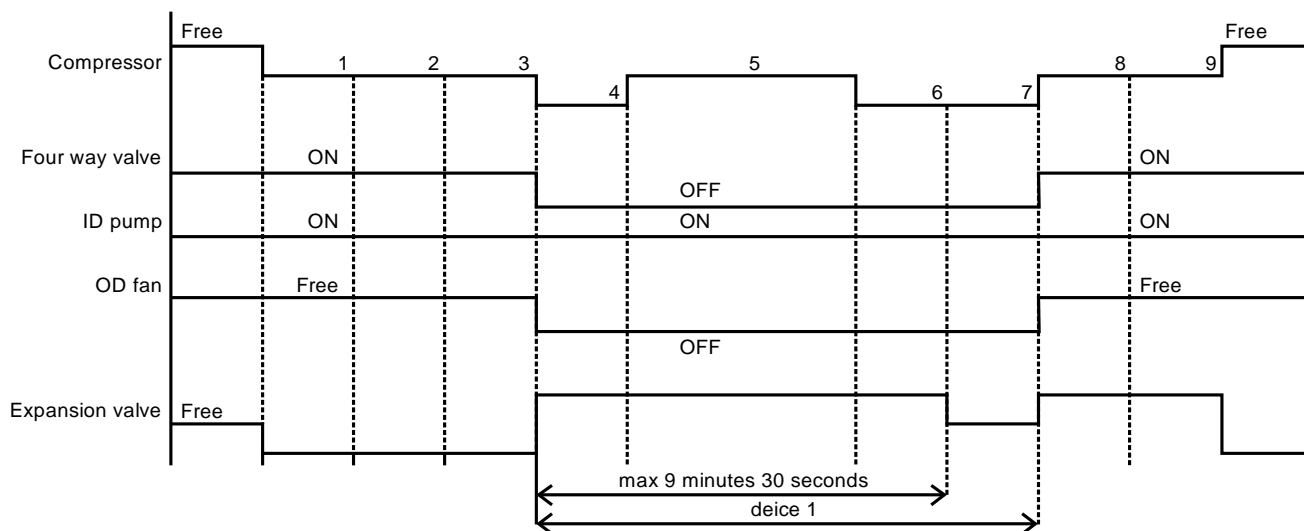 Free
Free
Compressor
1
2
3
4
5
6
7
8
9
Four way valve
ON
OFF
ON
ID pump
ON
ON
ON
OD fan
Free
OFF
Free
Expansion valve
Free
max 9 minutes 30 seconds
deice 1